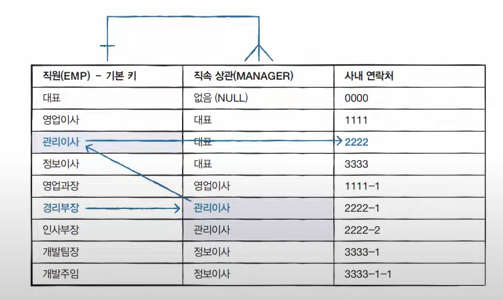 직원(EMP) – 기본 키 직속 상관(MANAGER) 사내 연락처
대표 없음 (NULL) 0000
영업이사 대표 1111
관리이사 대표 2222
정보이사 대표 3333
영업과장 영업이사 1111-1
경리부장 관리이사 2222-1
인사부장 관리이사 2222-2
개발팀장 정보이사 3333-1
개발주임 정보이사 3333-1-1